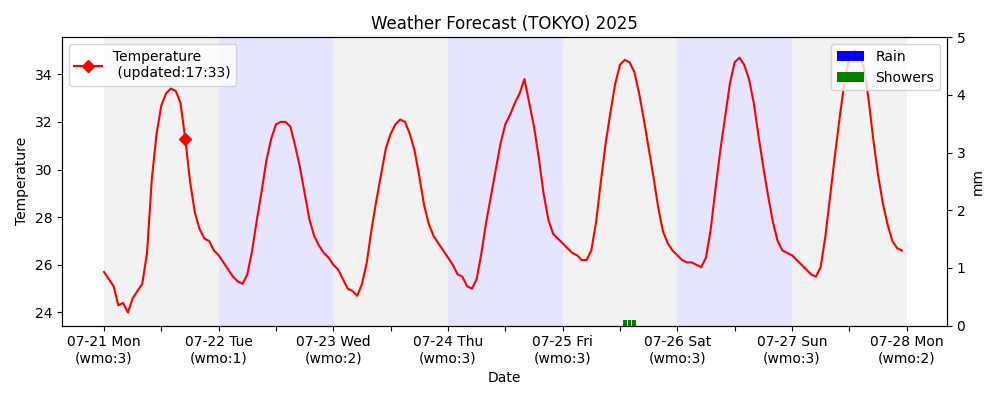 Weather Forecast (TOKYO) 2025
Temperature
(updated:17:33)
Rain
Showers
Temperature
34
32
30
28
26
24
5
4
3
2
1
0
mm
07-21 Mon
(wmo:3)
07-22 Tue
(wmo:1)
07-23 Wed
(wmo:2)
07-24 Thu
(wmo:3)
07-25 Fri
(wmo:3)
07-26 Sat
(wmo:3)
07-27 Sun
(wmo:3)
07-28 Mon
(wmo:2)
Date